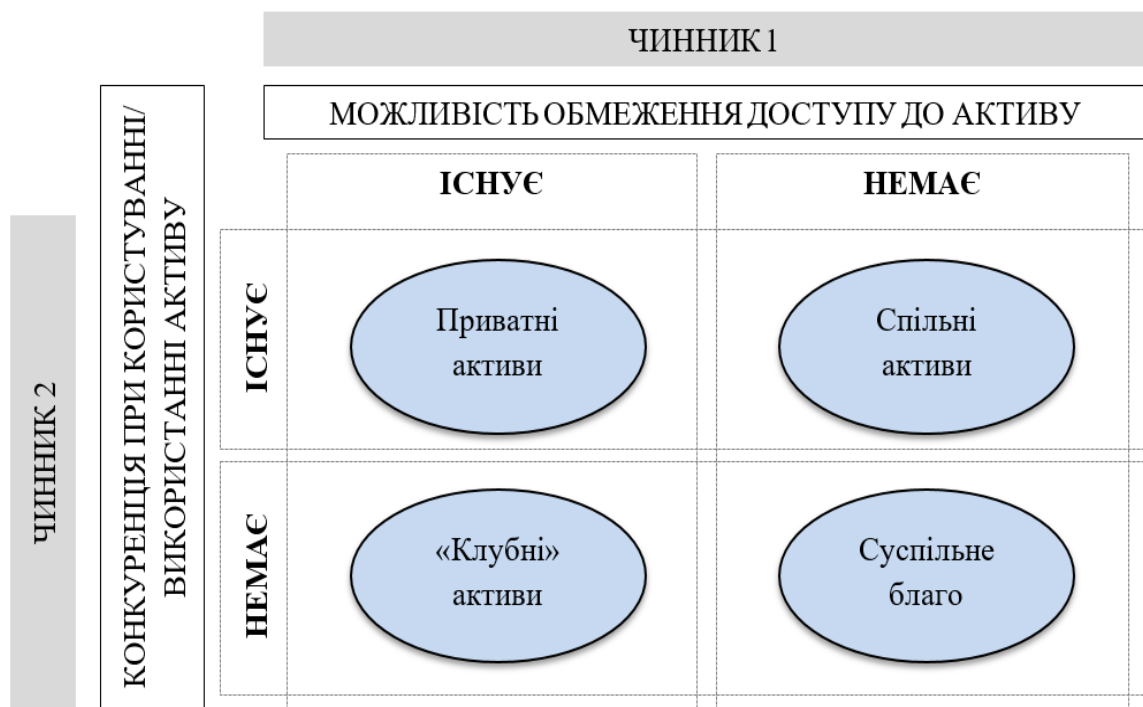 ЧИННИК 1
МОЖЛИВІСТЬ ОБМЕЖЕННЯ ДОСТУПУ ДО АКТИВУ
ІСНУЄ
НЕМАЄ
ЧИННИК 2
КОНКУРЕНЦІЯ ПРИ КОРИСТУВАННІ/
ВИКОРИСТАННІ АКТИВУ
ІСНУЄ
Приватні
активи
Спільні
активи
НЕМАЄ
«Клубні»
активи
Суспільне
благо